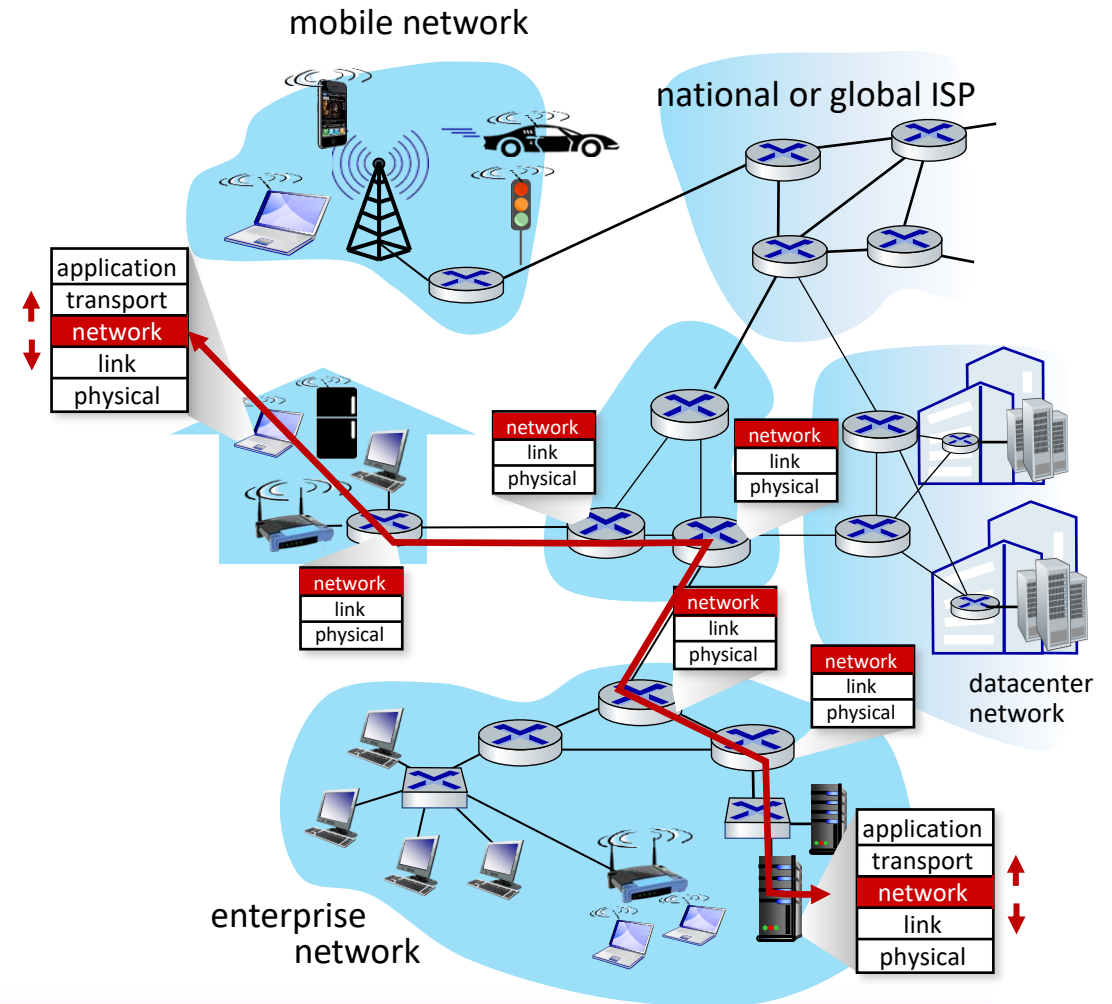 mobile network
national or global ISP
application
transport
network
link
physical
network
link
physical
network
link
physical
network
link
physical
network
link
physical
network
link
physical
datacenter
network
application
transport
network
link
physical
enterprise
network